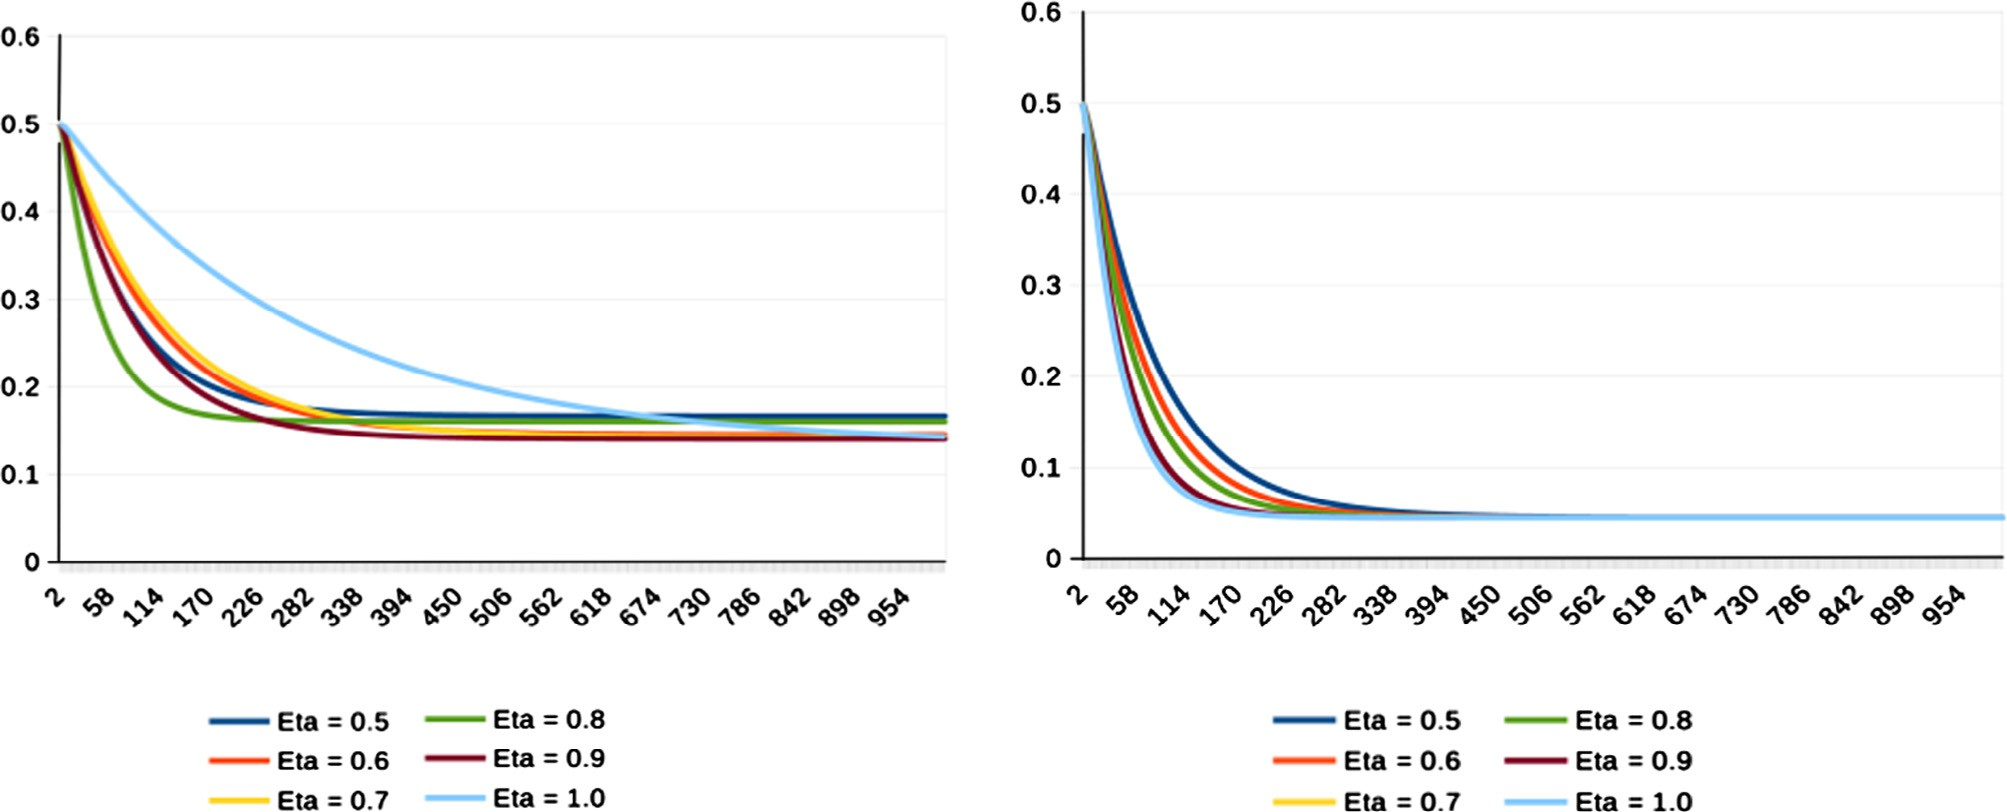 0.6
0.5
0.4
0.3
0.2
0.1
0
2 58 114 170 226 282 338 394 450 506 562 618 674 730 786 842 898 954
Eta = 0.5 Eta = 0.8
Eta = 0.6 Eta = 0.9
Eta = 0.7 Eta = 1.0
0.6
0.5
0.4
0.3
0.2
0.1
0
2 58 114 170 226 282 338 394 450 506 562 618 674 730 786 842 898 954
Eta = 0.5 Eta = 0.8
Eta = 0.6 Eta = 0.9
Eta = 0.7 Eta = 1.0